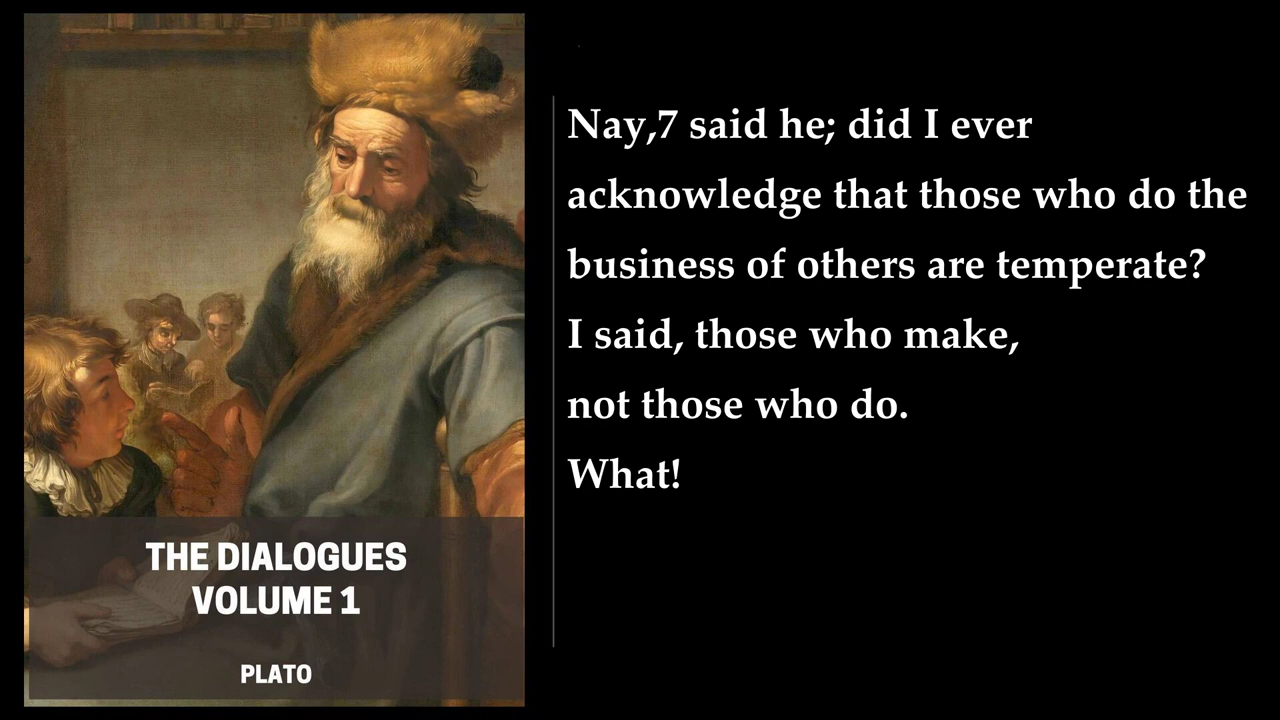 Nay,7 said he; did I ever
acknowledge that those who do the
business of others are temperate?
I said, those who make,
not those who do.
What!
THE DIALOGUES
VOLUME 1
PLATO